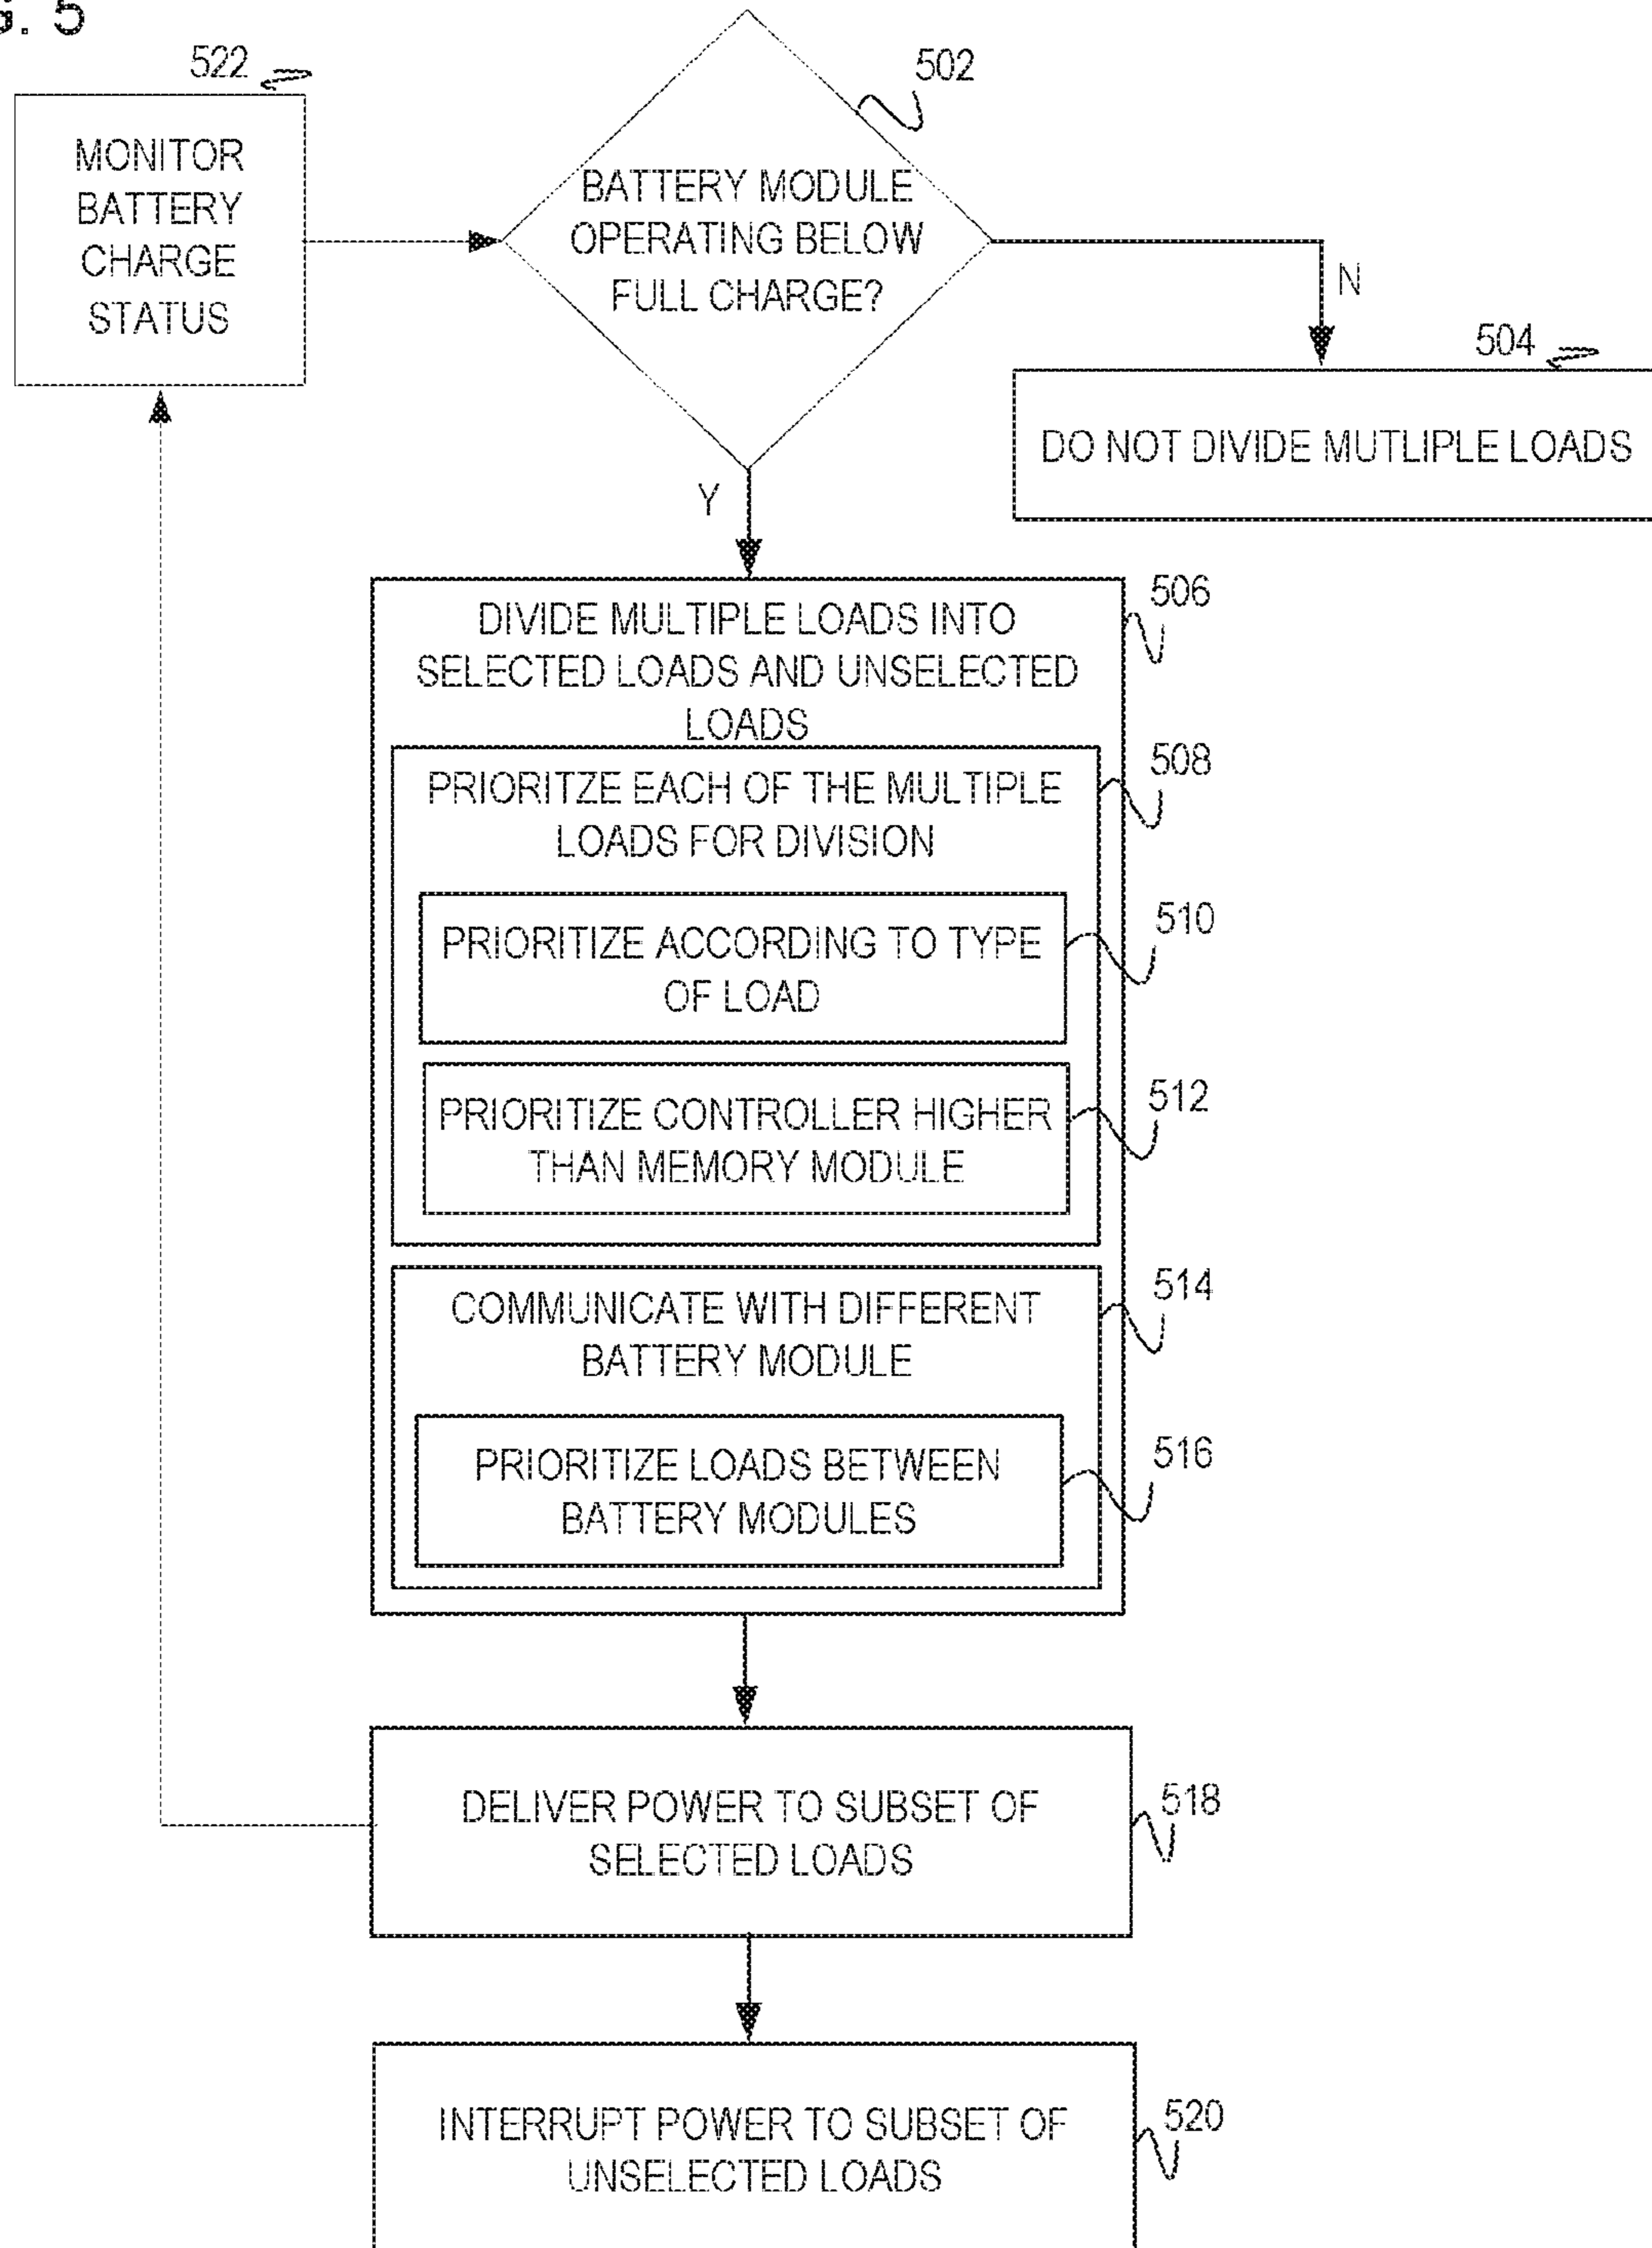 G. 5
522
MONITOR
BATTERY
CHARGE
STATUS
502
BATTERY MODULE
OPERATING BELOW
FULL CHARGE?
N
504
DO NOT DIVIDE MUTLIPLE LOADS
Y
506
DIVIDE MULTIPLE LOADS INTO
SELECTED LOADS AND UNSELECTED
LOADS
508
PRIORITZE EACH OF THE MULTIPLE
LOADS FOR DIVISION
510
PRIORITIZE ACCORDING TO TYPE
OF LOAD
512
PRIORITIZE CONTROLLER HIGHER
THAN MEMORY MODULE
514
COMMUNICATE WITH DIFFERENT
BATTERY MODULE
516
PRIORITIZE LOADS BETWEEN
BATTERY MODULES
518
DELIVER POWER TO SUBSET OF
SELECTED LOADS
520
INTERRUPT POWER TO SUBSET OF
UNSELECTED LOADS